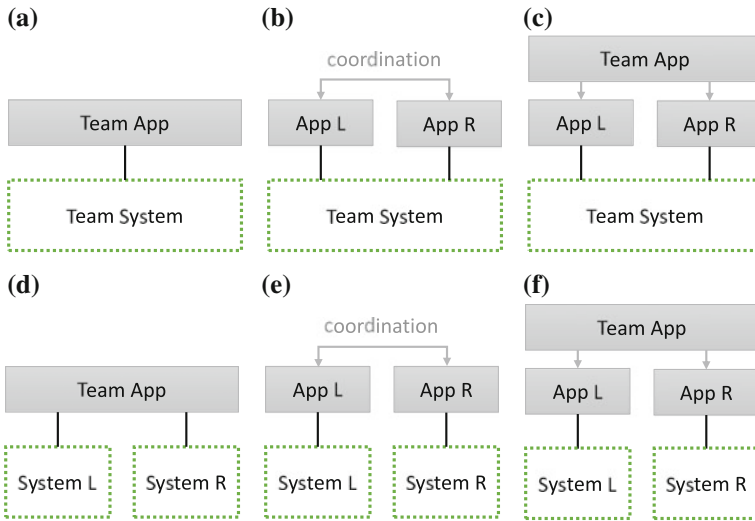 (a)
(b)
(c)
coordination
Team App
Team App
App L
App R
App L
App R
Team System
Team System
Team System
(d)
(e)
(f)
coordination
Team App
Team App
App L
App R
App L
App R
System L
System R
System L
System R
System L
System R